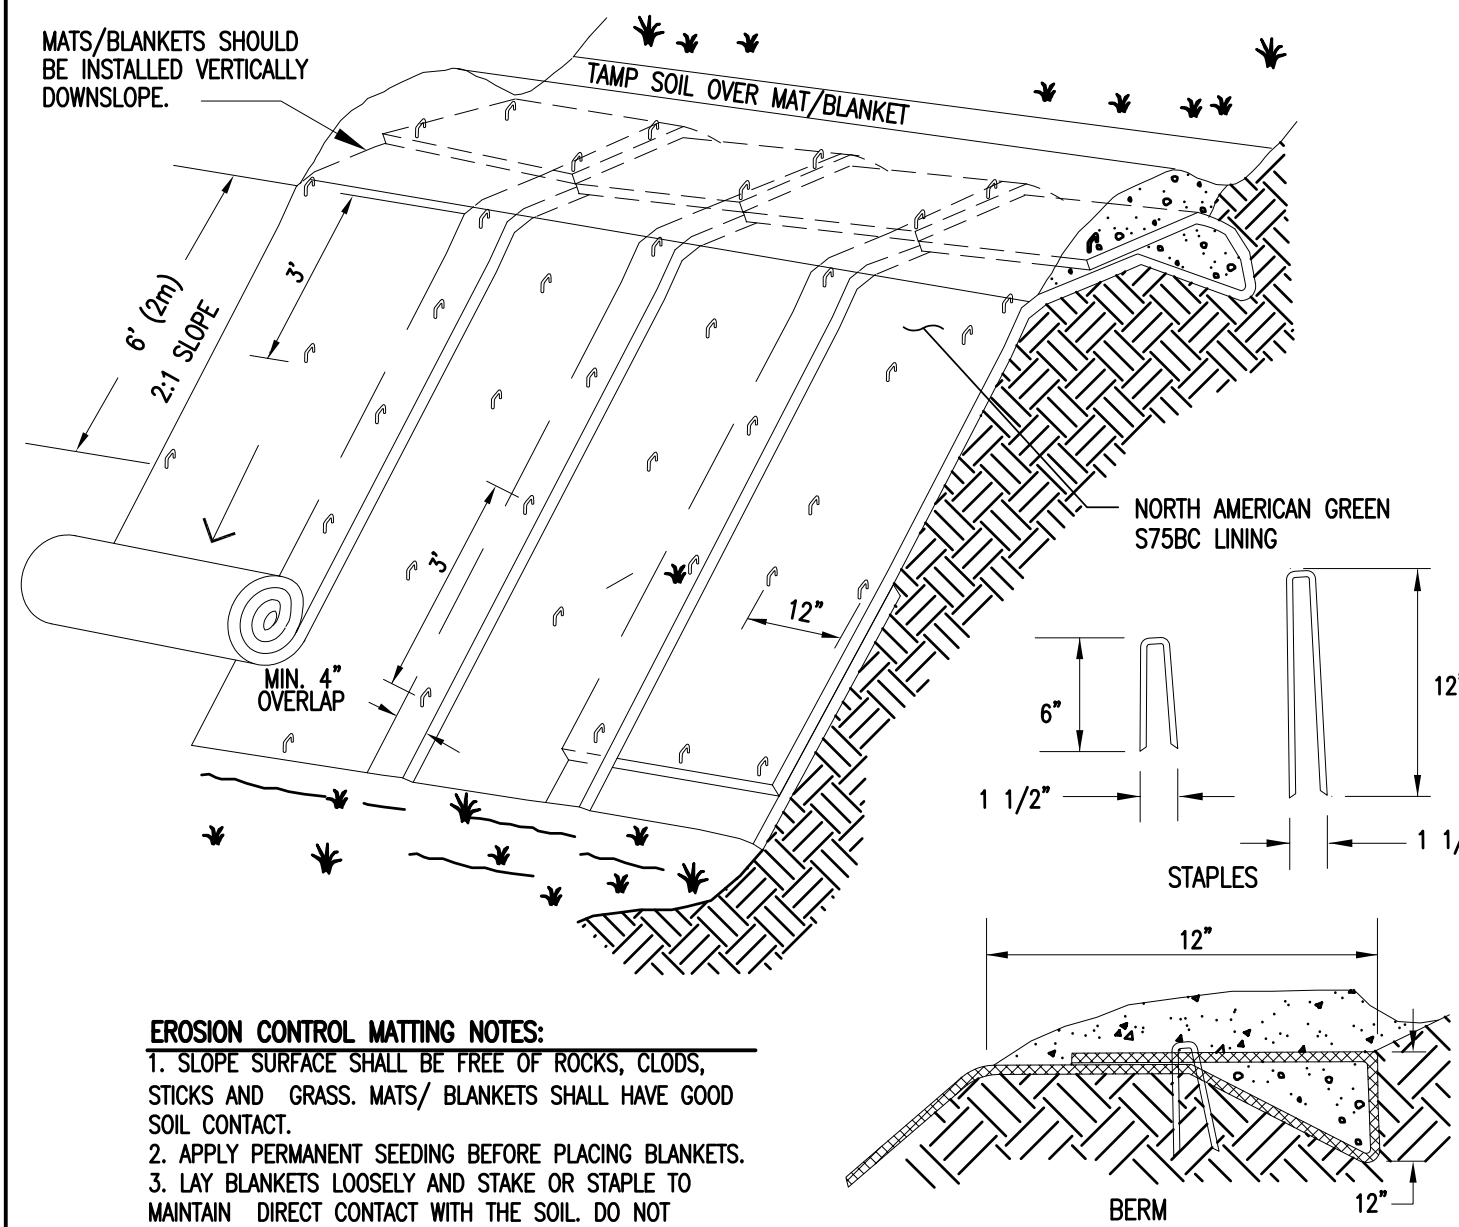 MATS/BLANKETS SHOULD
BE INSTALLED VERTICALLY
DOWNSLOPE.
TAMP SOIL OVER MAT/BLANKET
3'
6' (2m)
2:1 SLOPE
NORTH AMERICAN GREEN
S75BC LINING
3'
12"
MIN. 4"
OVERLAP
6"
12"
1 1/2"
1 1/
STAPLES
12"
EROSION CONTROL MATTING NOTES:
1. SLOPE SURFACE SHALL BE FREE OF ROCKS, CLODS,
STICKS AND GRASS. MATS/ BLANKETS SHALL HAVE GOOD
SOIL CONTACT.
2. APPLY PERMANENT SEEDING BEFORE PLACING BLANKETS.
3. LAY BLANKETS LOOSELY AND STAKE OR STAPLE TO
MAINTAIN DIRECT CONTACT WITH THE SOIL. DO NOT
12"
BERM